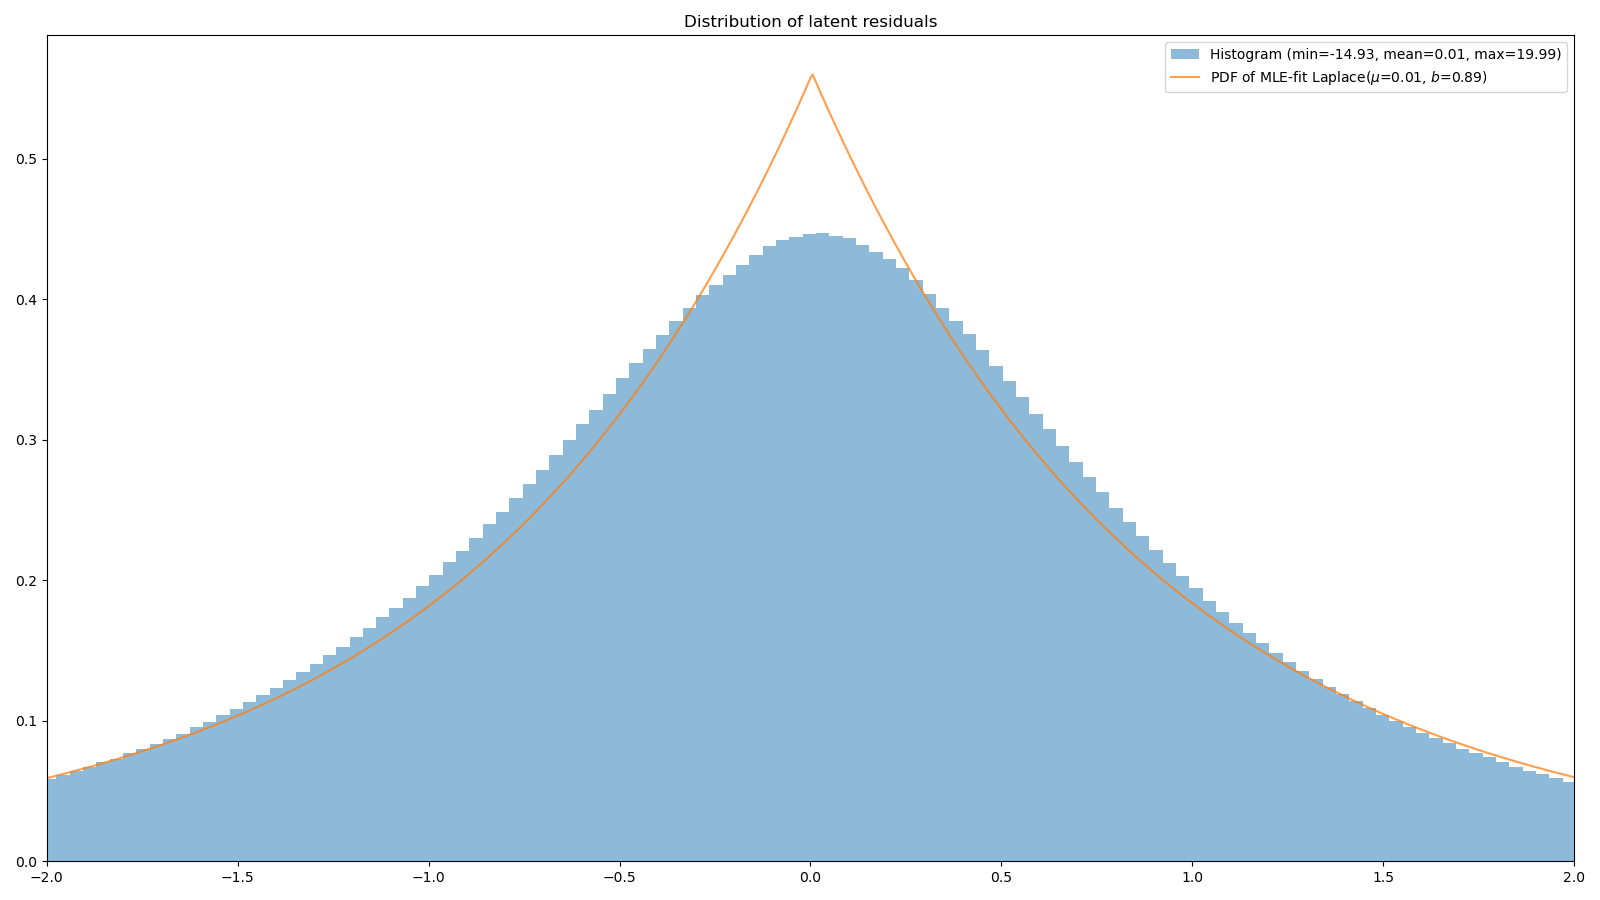 Distribution of latent residuals
Histogram (min=-14.93, mean=0.01, max=19.99)
PDF of MLE-fit Laplace(μ=0.01, b=0.89)
0.5
0.4
0.3
0.2
0.1
0.0
−2.0 −1.5 −1.0 −0.5 0.0 0.5 1.0 1.5 2.0